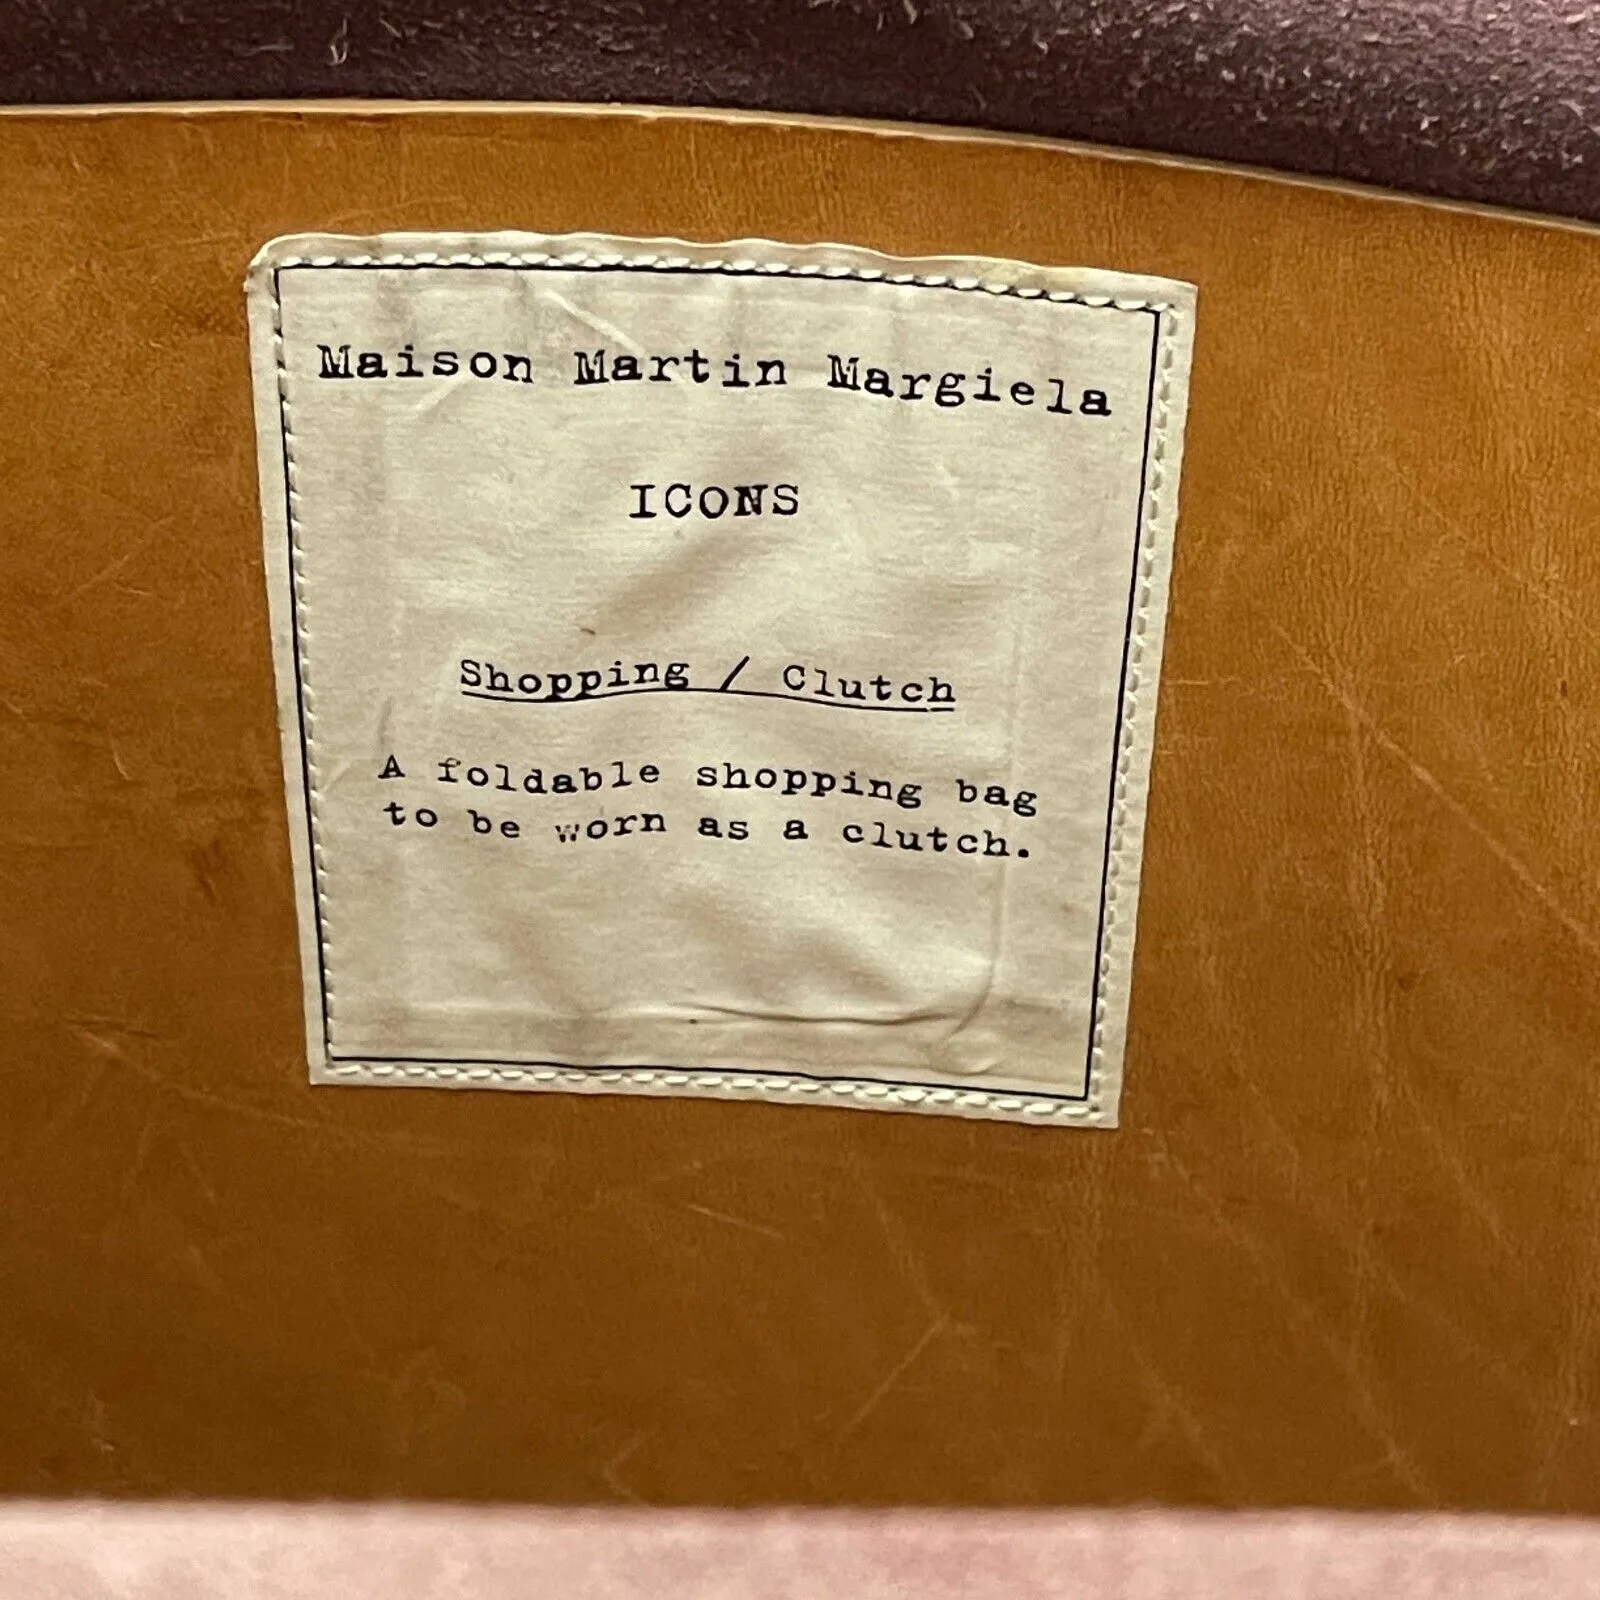 Maison Martin Margiela
ICONS
Shopping / Clutch
A foldable shopping bag
to be worn as a clutch.